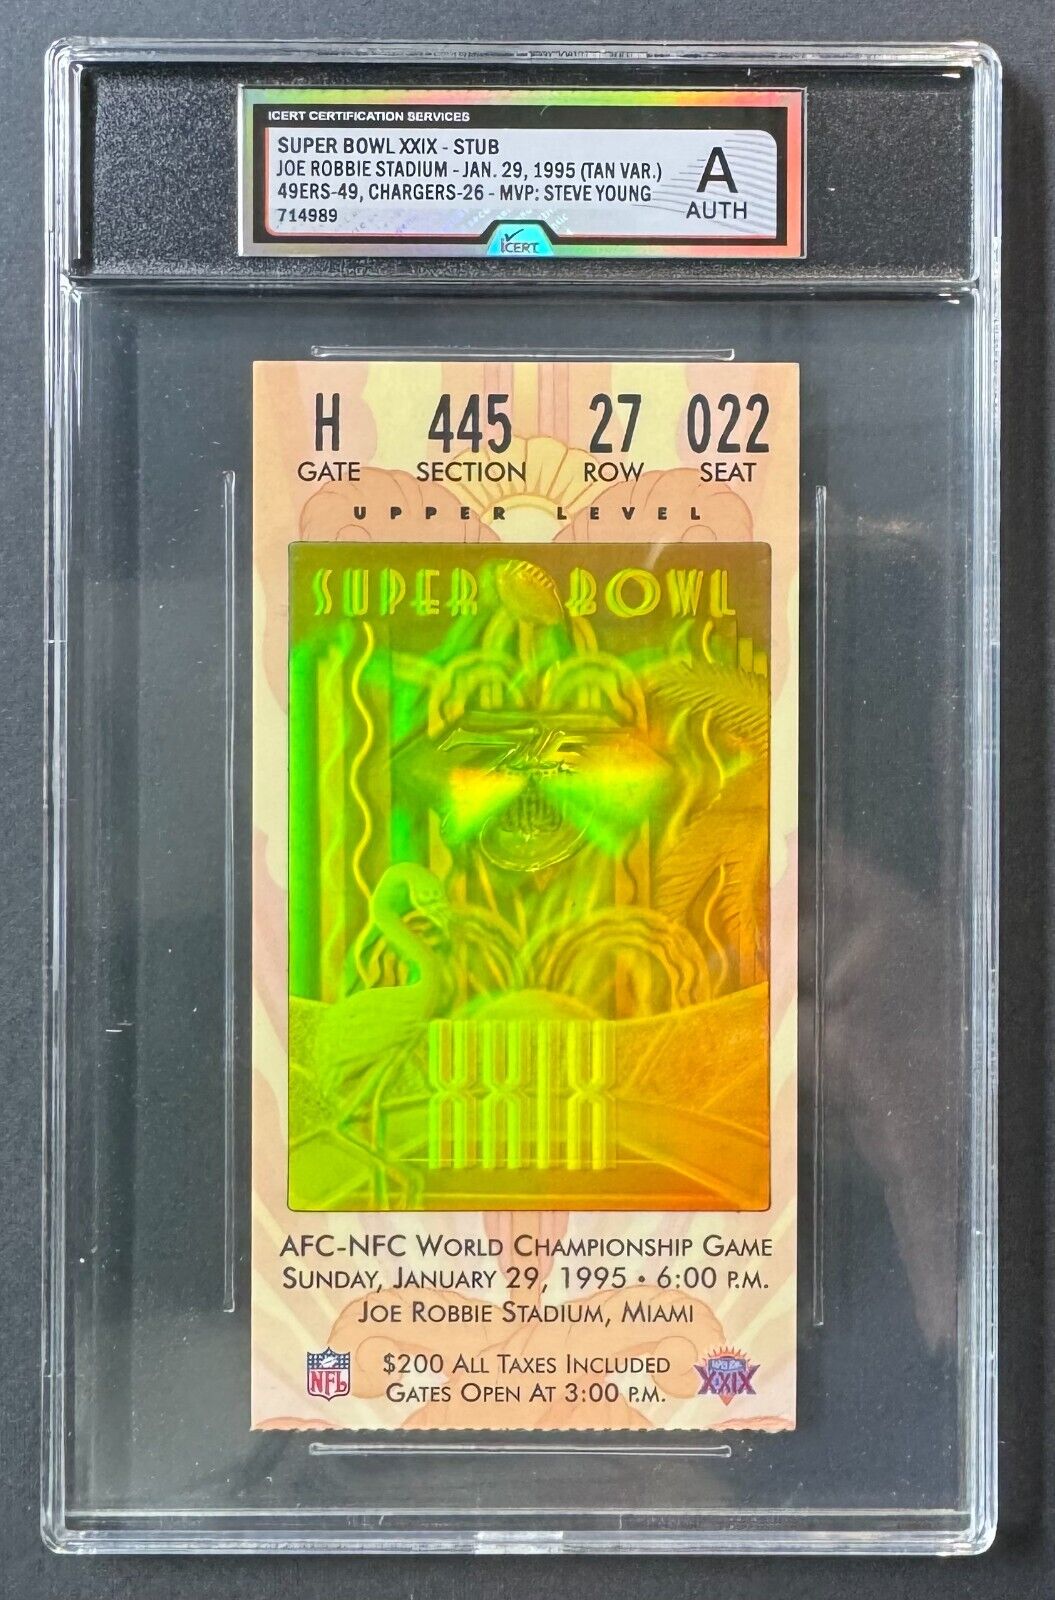 ICERT CERTIFICATION SERVICES
SUPER BOWL XXIX - STUB
JOE ROBBIE STADIUM - JAN. 29, 1995 (TAN VAR.)
49ERS-49, CHARGERS-26 - MVP: STEVE YOUNG
714989
A
AUTH
ICERT
H 445 27 022
GATE SECTION ROW SEAT
UPPER LEVEL
SUPER BOWL
XXIX
AFC-NFC WORLD CHAMPIONSHIP GAME
SUNDAY, JANUARY 29, 1995 • 6:00 P.M.
JOE ROBBIE STADIUM, MIAMI
$200 ALL TAXES INCLUDED
GATES OPEN AT 3:00 P.M.
NFL
XXIX